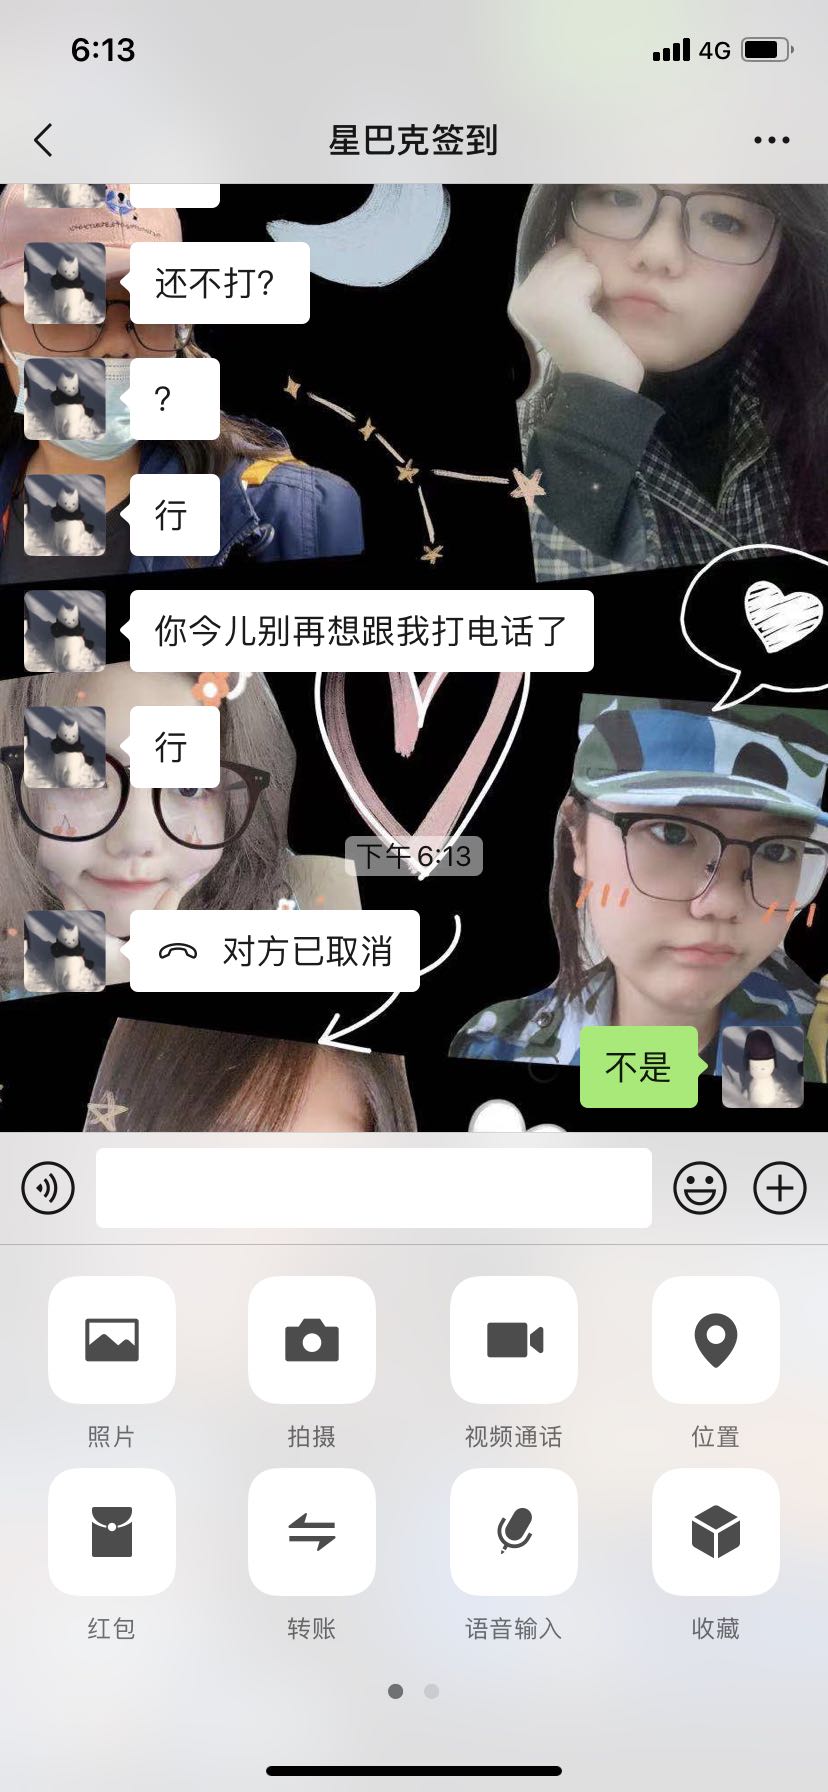 6:13
4G
星巴克签到
还不打?
?
行
你今儿别再想跟我打电话了
行
下午 6:13
对方已取消
不是
照片
拍摄
视频通话
位置
红包
转账
语音输入
收藏